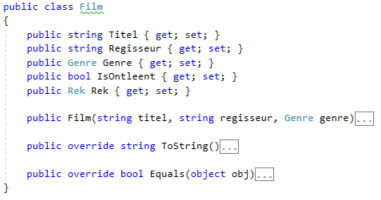 public class Film
{
public string Titel { get; set; }
public string Regisseur { get; set; }
public Genre Genre { get; set; }
public bool IsOntleent { get; set; }
public Rek Rek { get; set; }
public Film(string titel, string regisseur, Genre genre)...
public override string ToString()...
public override bool Equals(object obj)...
}